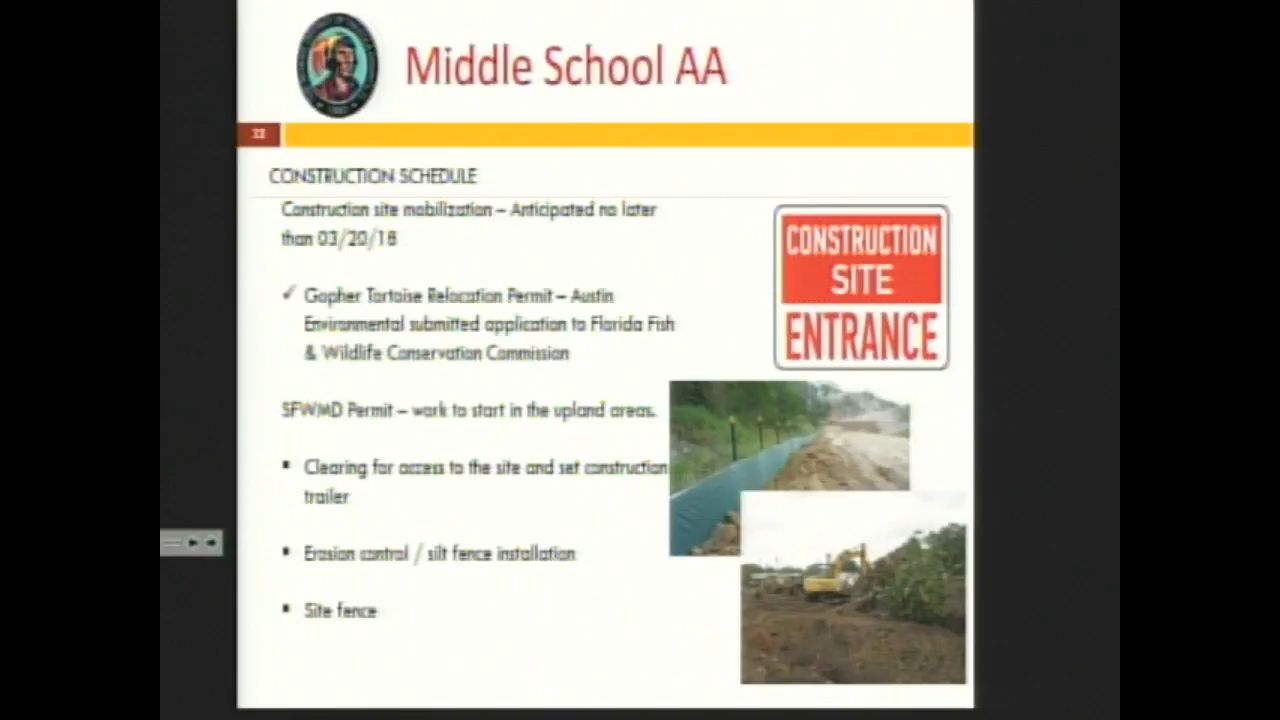 Middle School AA
CONSTRUCTION SCHEDULE
Construction site mobilization – Anticipated no later
than 03/20/18
✓ Gopher Tortoise Relocation Permit – Austin
Environmental submitted application to Florida Fish
& Wildlife Conservation Commission
SFWMD Permit – work to start in the upland areas.
▪ Clearing for access to the site and set construction
trailer
▪ Erosion control / silt fence installation
▪ Site fence
CONSTRUCTION
SITE
ENTRANCE